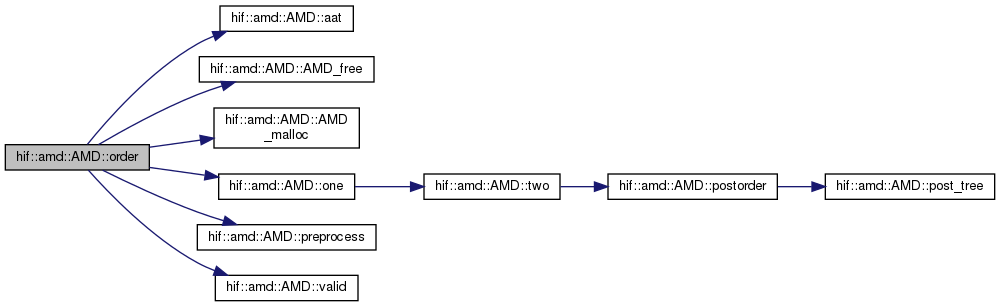 hif::amd::AMD::order
hif::amd::AMD::aat
hif::amd::AMD::AMD_free
hif::amd::AMD::AMD
_malloc
hif::amd::AMD::one
hif::amd::AMD::two
hif::amd::AMD::postorder
hif::amd::AMD::post_tree
hif::amd::AMD::preprocess
hif::amd::AMD::valid